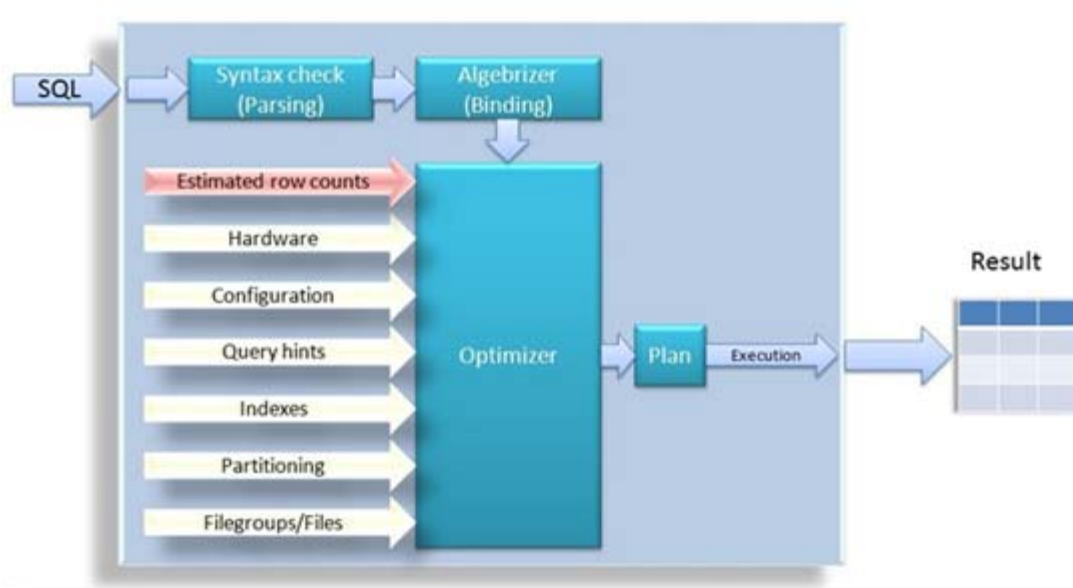 SQL
Syntax check
(Parsing)
Algebrizer
(Binding)
Estimated row counts
Hardware
Configuration
Query hints
Indexes
Partitioning
Filegroups/Files
Optimizer
Plan
Execution
Result